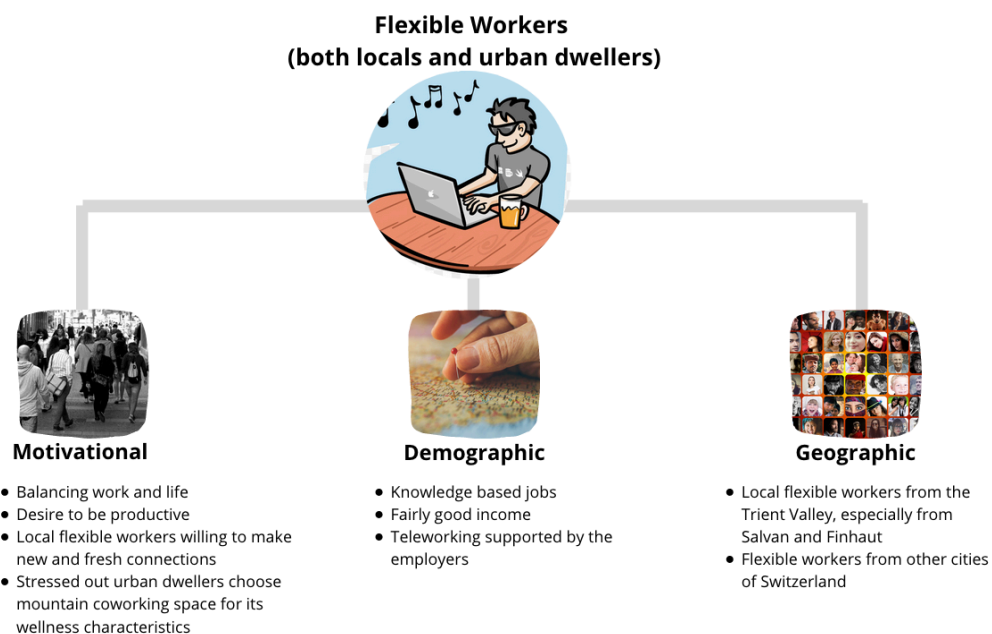 Flexible Workers
(both locals and urban dwellers)
Motivational
• Balancing work and life
• Desire to be productive
• Local flexible workers willing to make
new and fresh connections
• Stressed out urban dwellers choose
mountain coworking space for its
wellness characteristics
Demographic
• Knowledge based jobs
• Fairly good income
• Teleworking supported by the
employers
Geographic
• Local flexible workers from the
Trient Valley, especially from
Salvan and Finhaut
• Flexible workers from other cities
of Switzerland